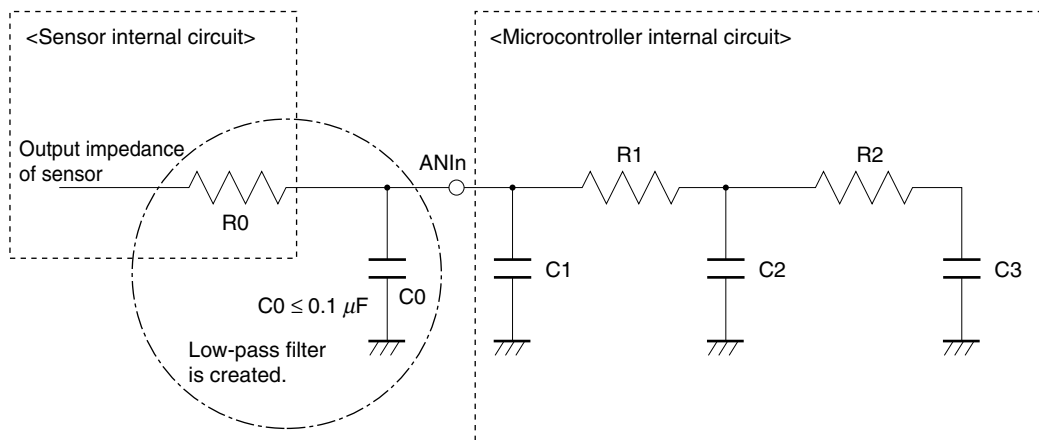 <Sensor internal circuit>
<Microcontroller internal circuit>
Output impedance
of sensor
R0
ANIn
R1
R2
C0
C0 ≤ 0.1 μF
C1
C2
C3
Low-pass filter
is created.